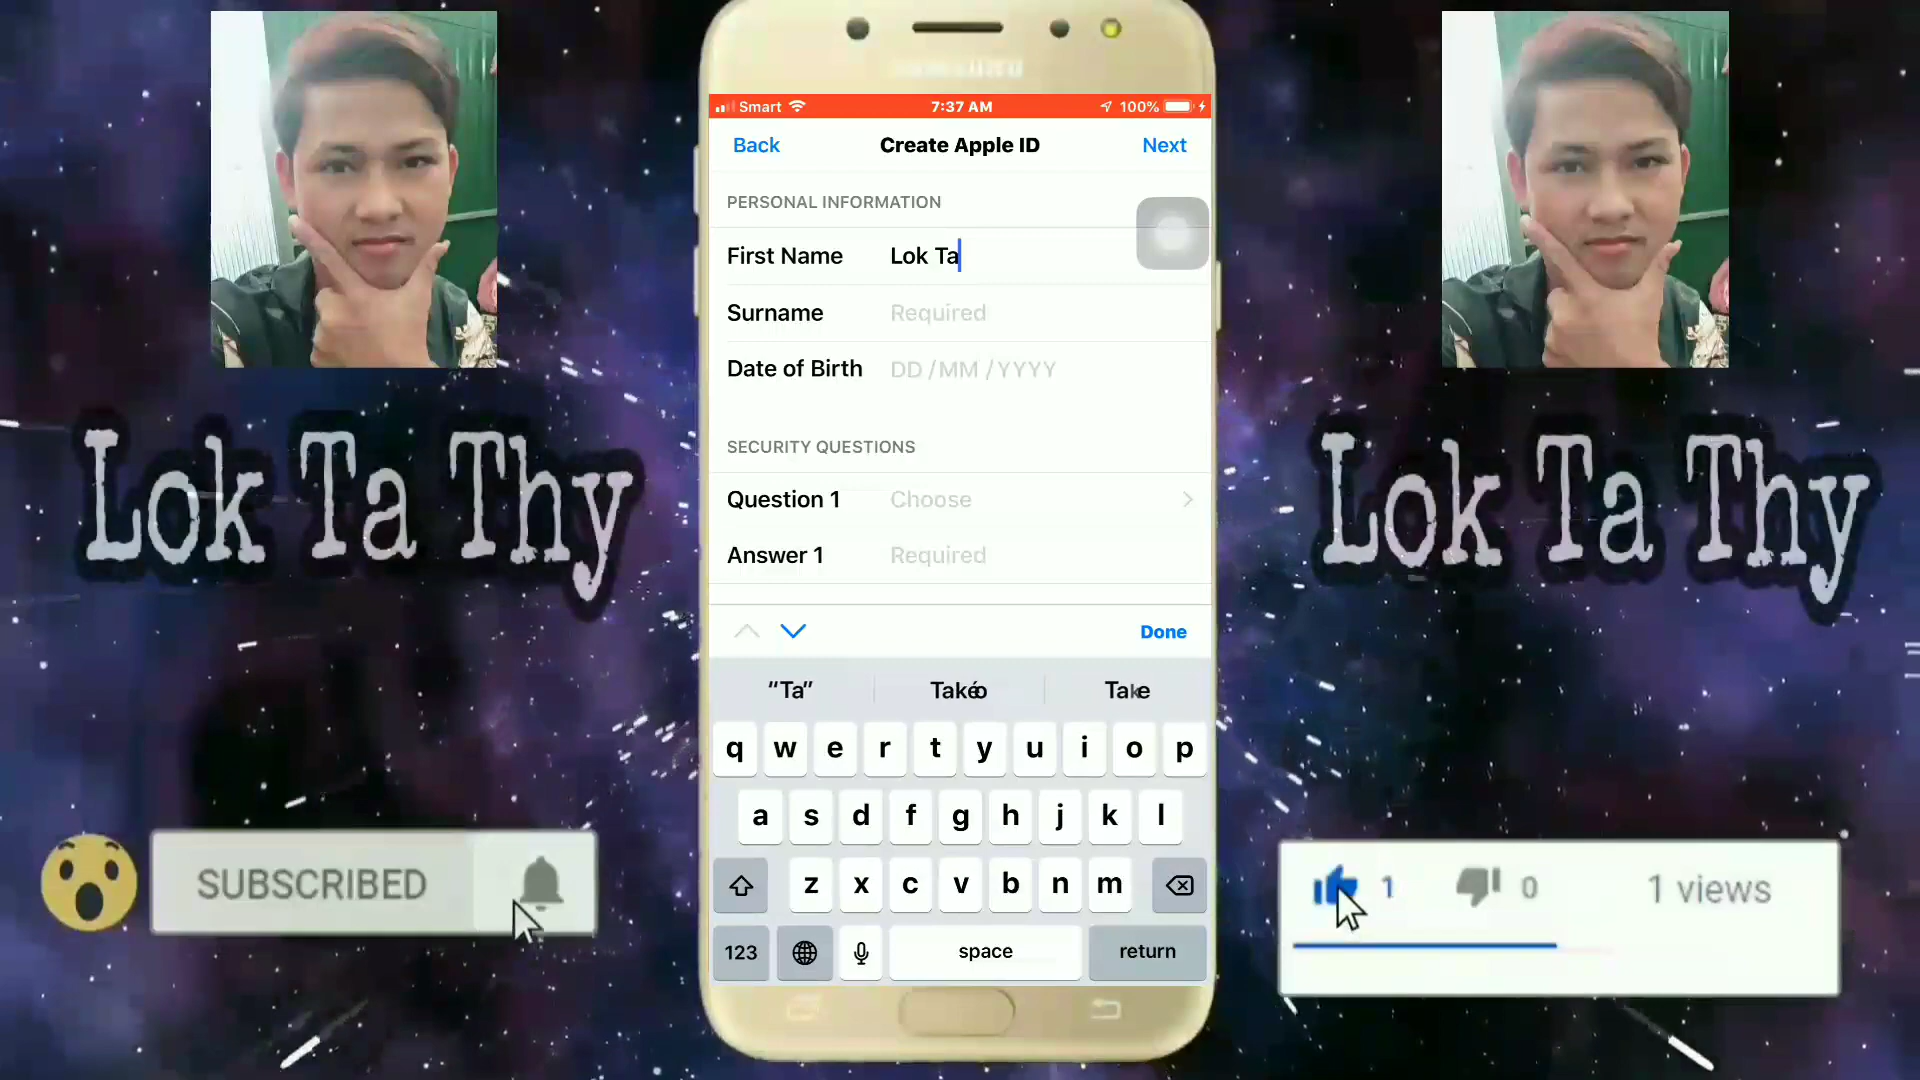 Smart 7:37 AM 100%
Back Create Apple ID Next
PERSONAL INFORMATION
First Name Lok Ta
Surname Required
Date of Birth DD /MM /YYYY
SECURITY QUESTIONS
Question 1 Choose
Answer 1 Required
Done
“Ta”
q w e r t y u i o p
a s d f g h j k l
z x c v b n m
123 space return
Lok Ta Thy
Lok Ta Thy
SUBSCRIBED
1 0 1 views